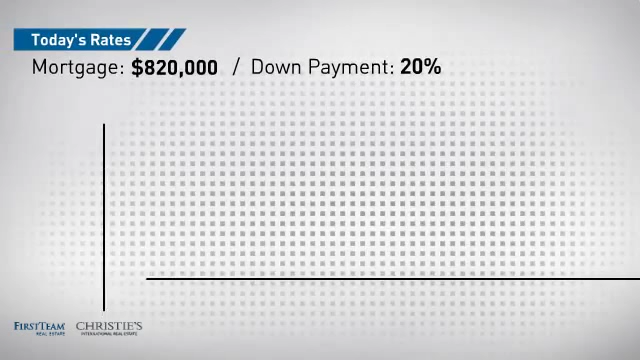 Today's Rates
Mortgage: $820,000 / Down Payment: 20%
FIRSTTEAM
REAL ESTATE
CHRISTIE'S
INTERNATIONAL REAL ESTATE